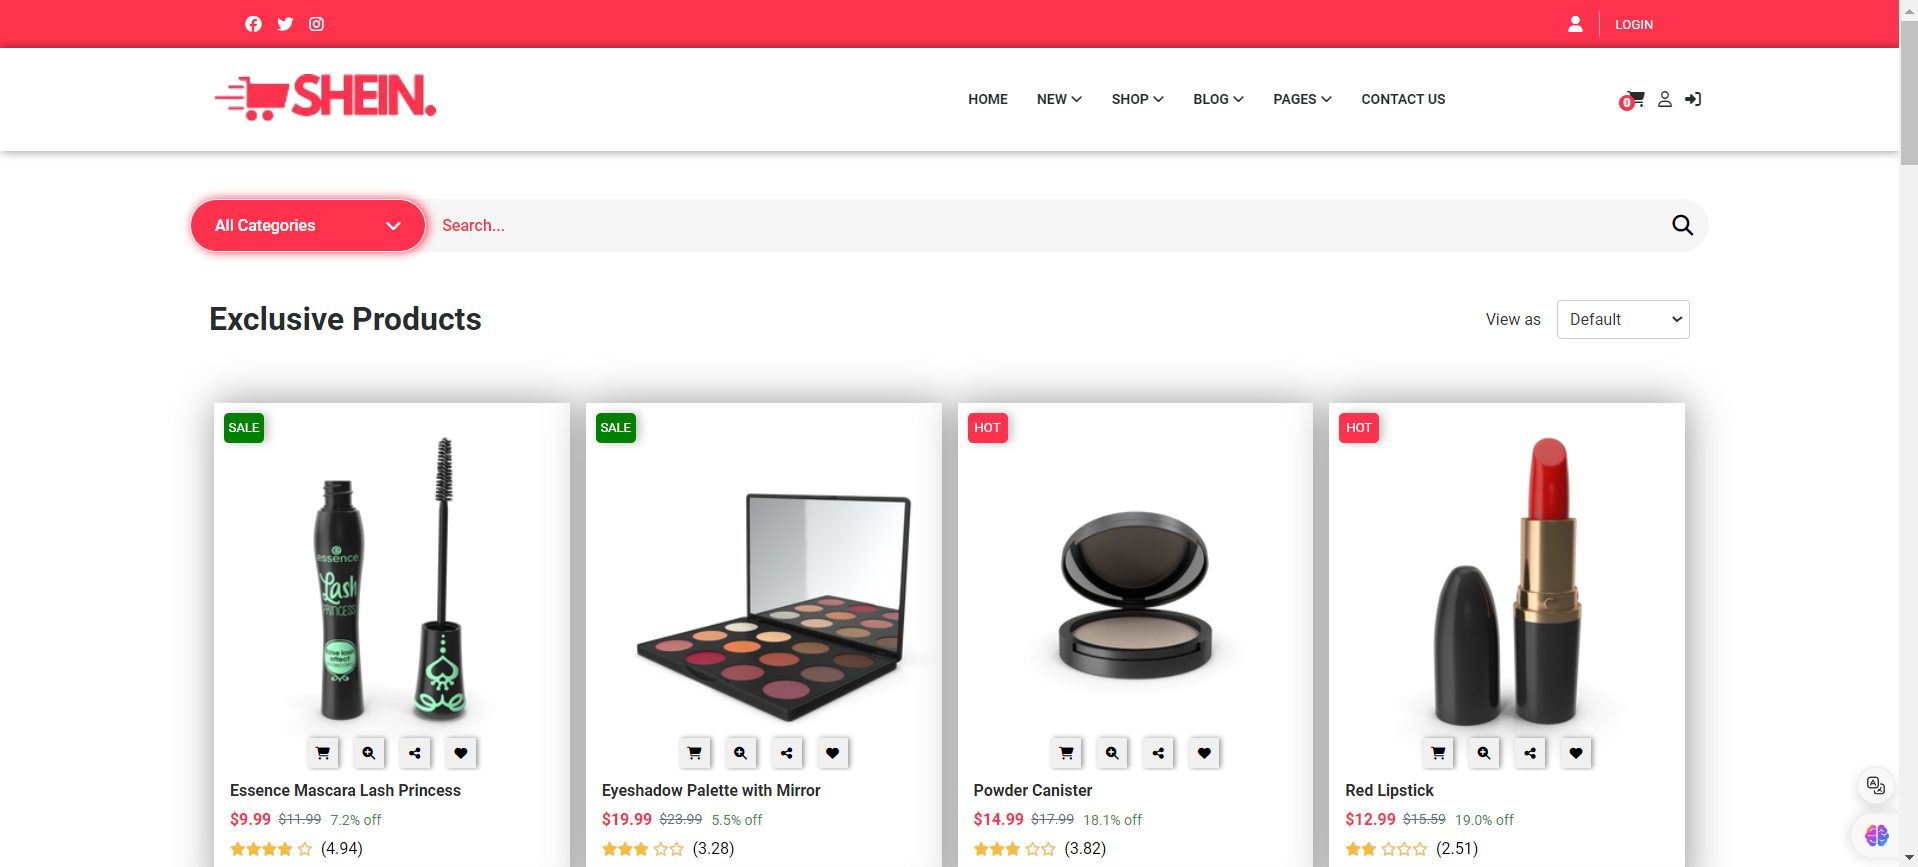 LOGIN
SHEIN.
HOME NEW SHOP BLOG PAGES CONTACT US
0
All Categories
Search...
Exclusive Products
View as Default
SALE
SALE
HOT
HOT
essence
Lash
PRINCESS
false lash
effect
Essence Mascara Lash Princess
$9.99 $11.99 7.2% off
(4.94)
Eyeshadow Palette with Mirror
$19.99 $23.99 5.5% off
(3.28)
Powder Canister
$14.99 $17.99 18.1% off
(3.82)
Red Lipstick
$12.99 $15.59 19.0% off
(2.51)